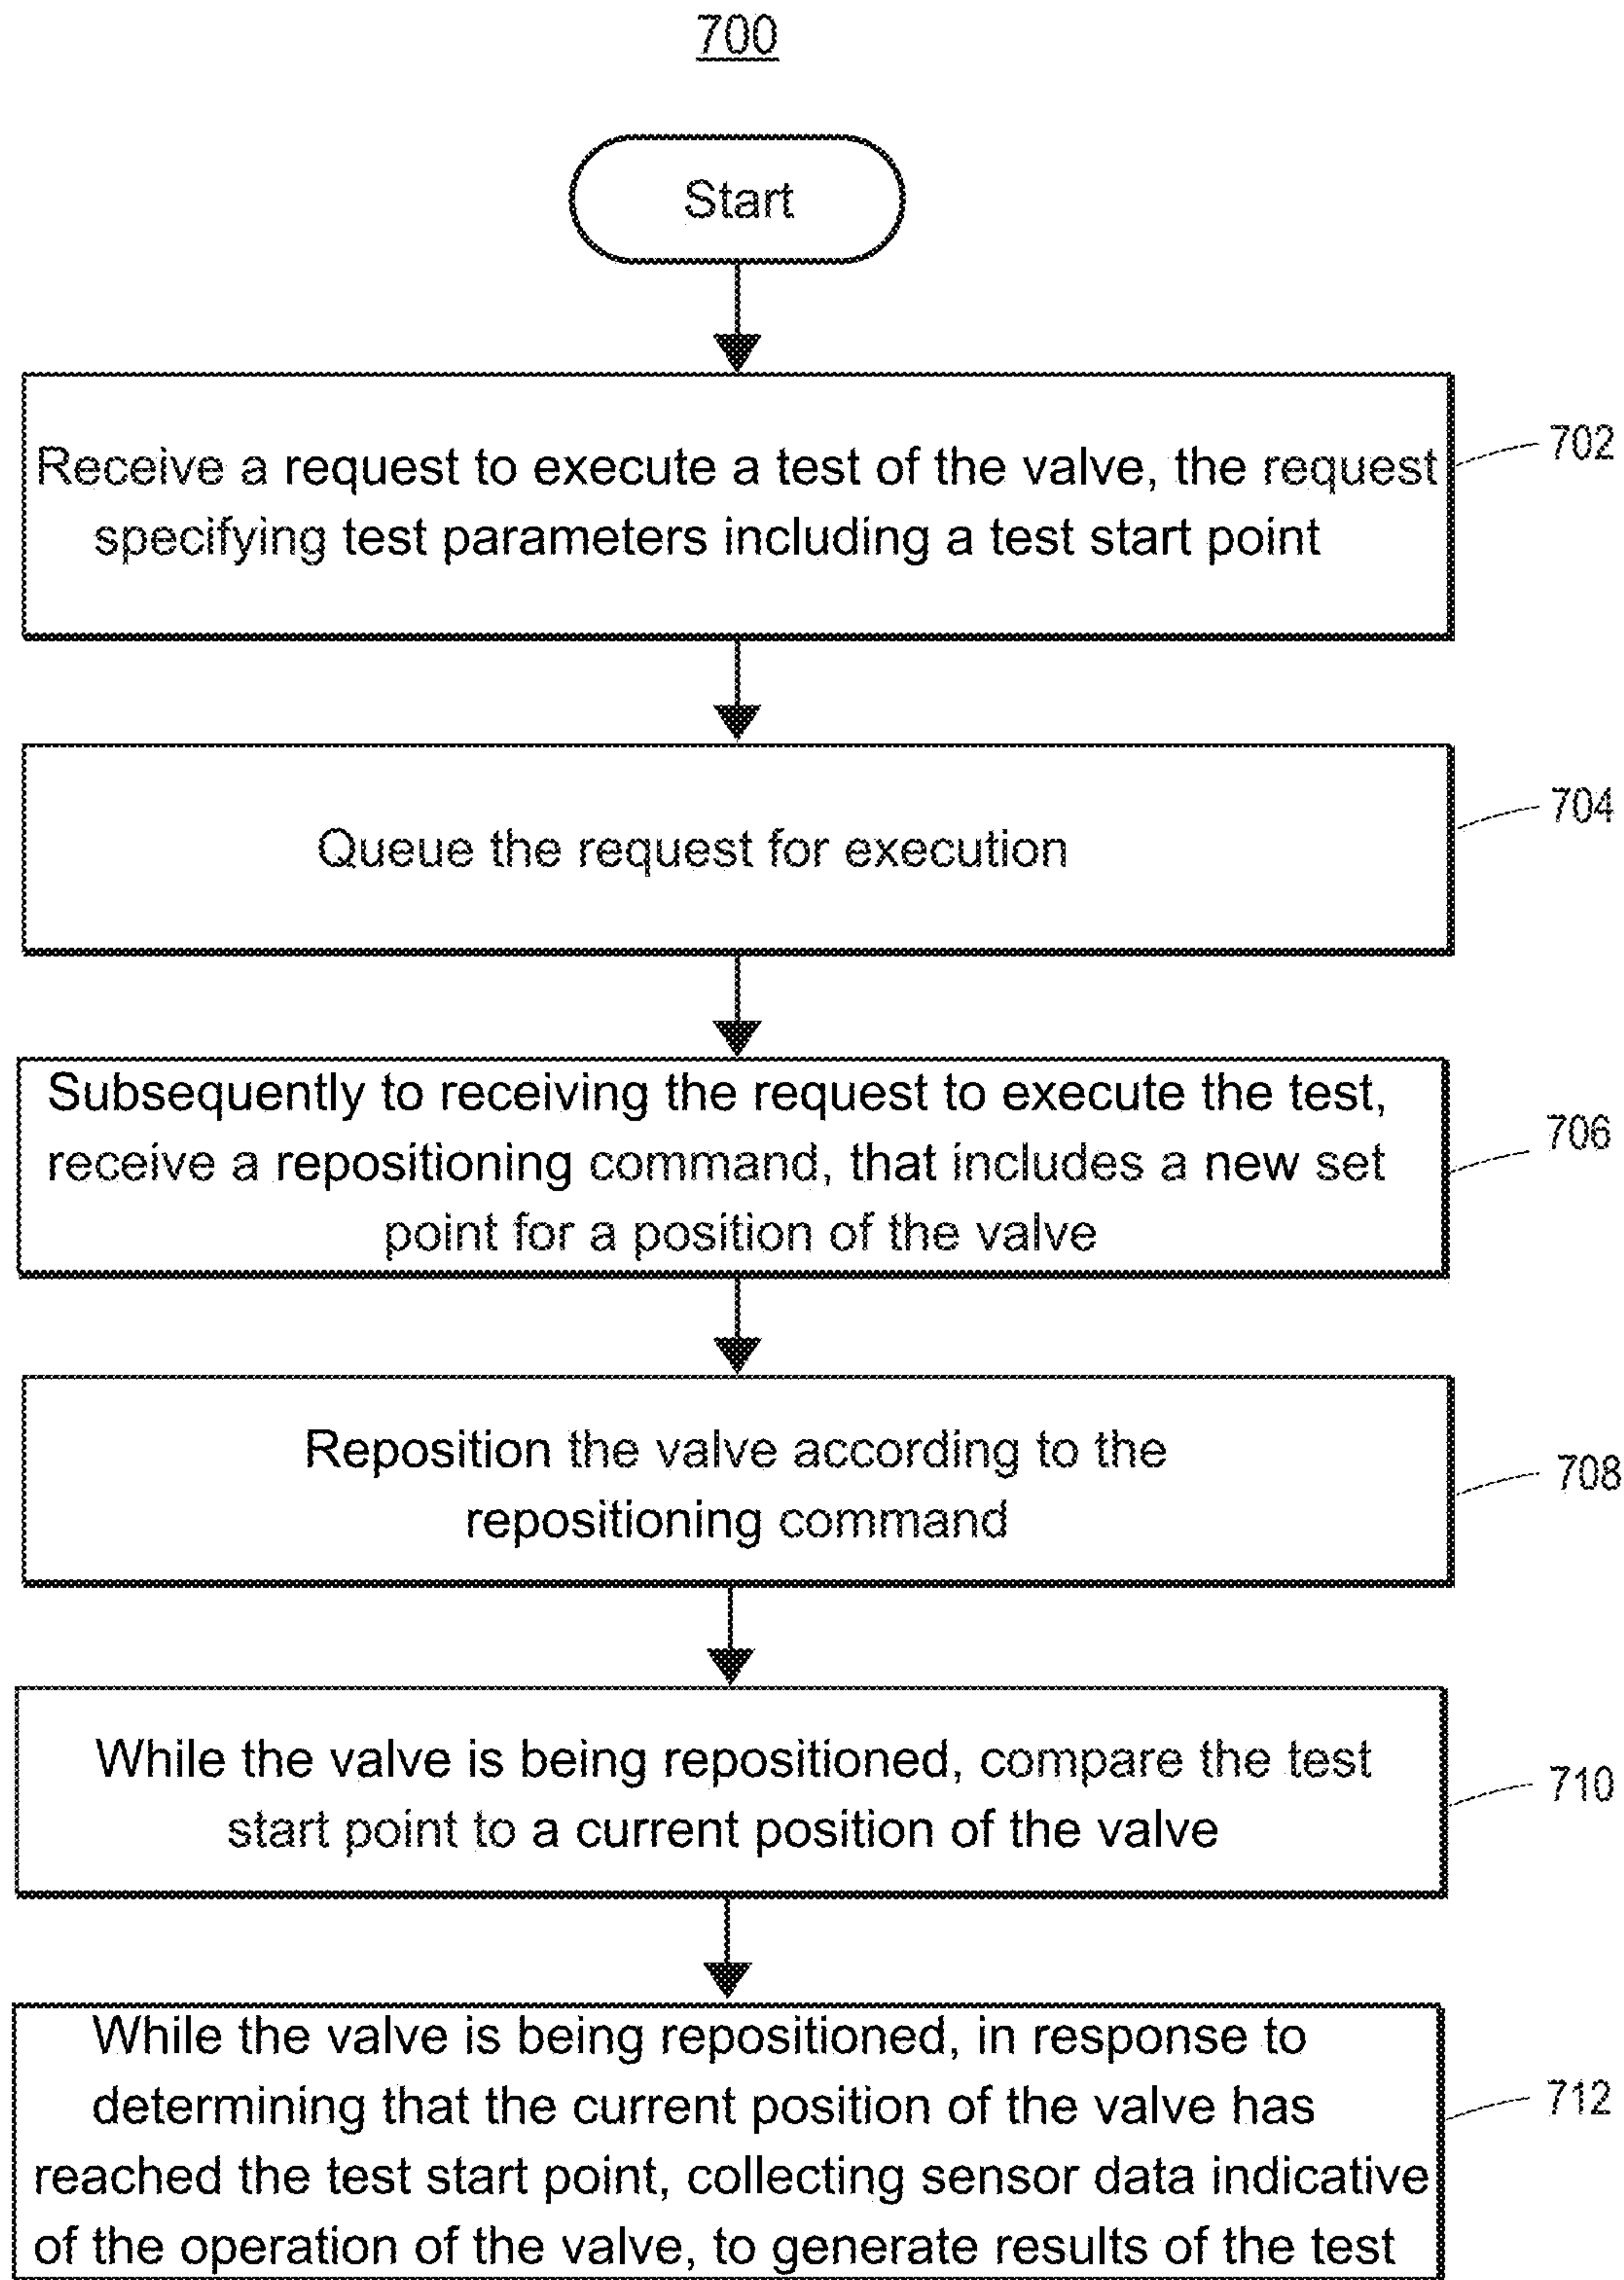 700
Start
Receive a request to execute a test of the valve, the request
specifying test parameters including a test start point
702
Queue the request for execution
704
Subsequently to receiving the request to execute the test,
receive a repositioning command, that includes a new set
point for a position of the valve
706
Reposition the valve according to the
repositioning command
708
While the valve is being repositioned, compare the test
start point to a current position of the valve
710
While the valve is being repositioned, in response to
determining that the current position of the valve has
reached the test start point, collecting sensor data indicative
of the operation of the valve, to generate results of the test
712